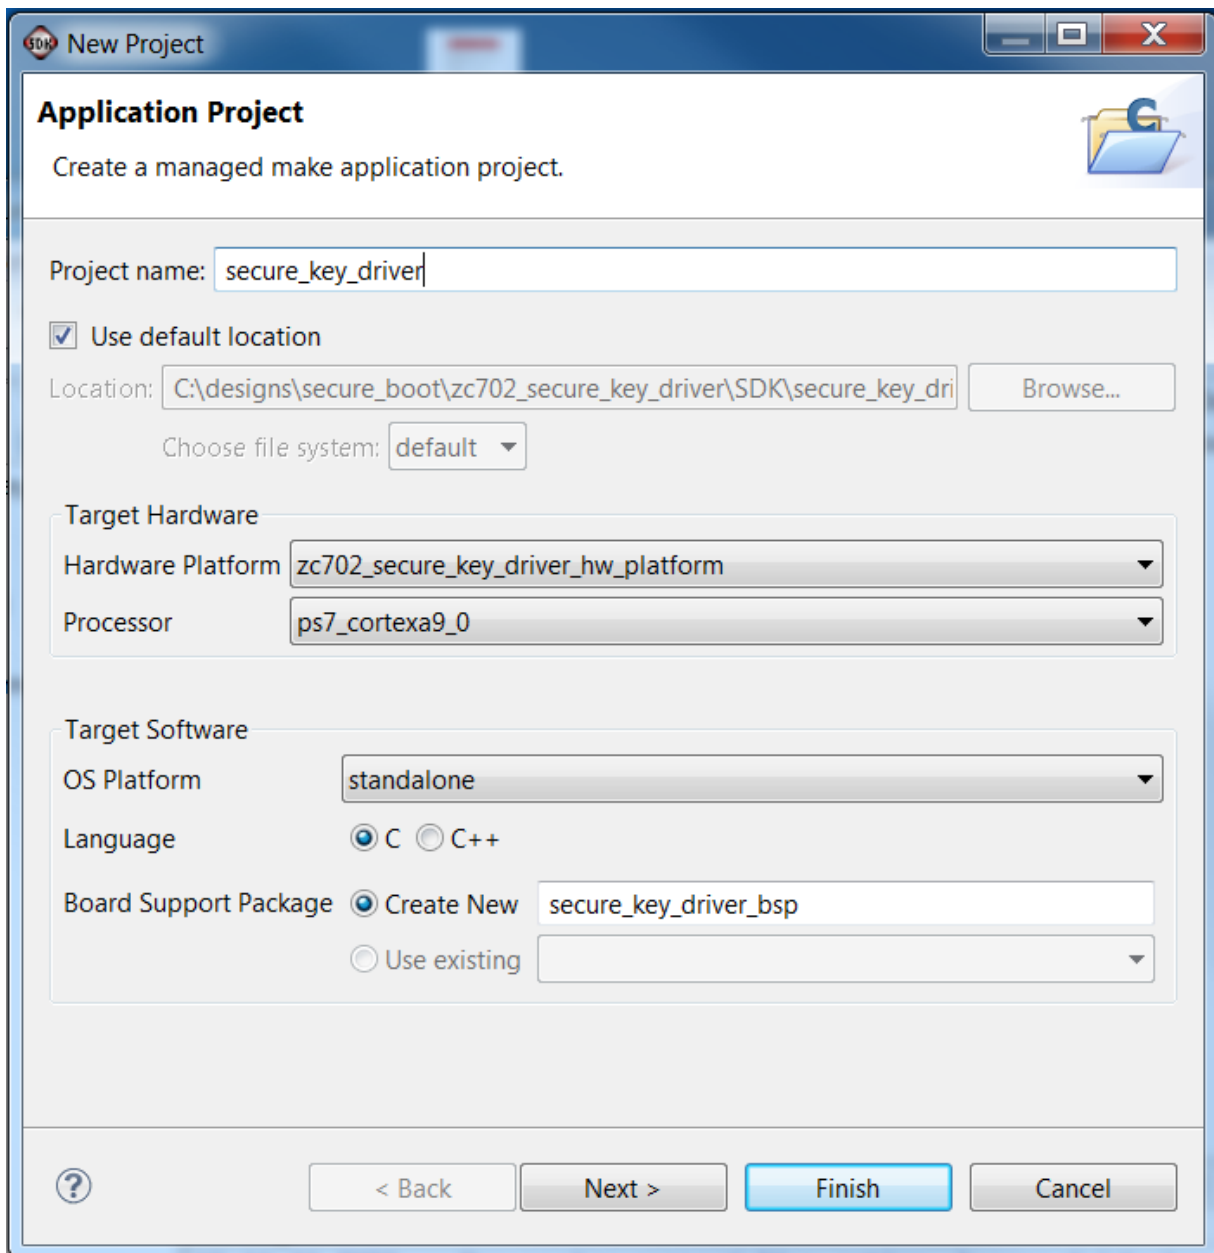 SDK New Project
Application Project
Create a managed make application project.
Project name: secure_key_driver
Use default location
Location: C:\designs\secure_boot\zc702_secure_key_driver\SDK\secure_key_dri Browse...
Choose file system: default
Target Hardware
Hardware Platform zc702_secure_key_driver_hw_platform
Processor ps7_cortexa9_0
Target Software
OS Platform standalone
Language C C++
Board Support Package Create New secure_key_driver_bsp
Use existing
? < Back Next > Finish Cancel